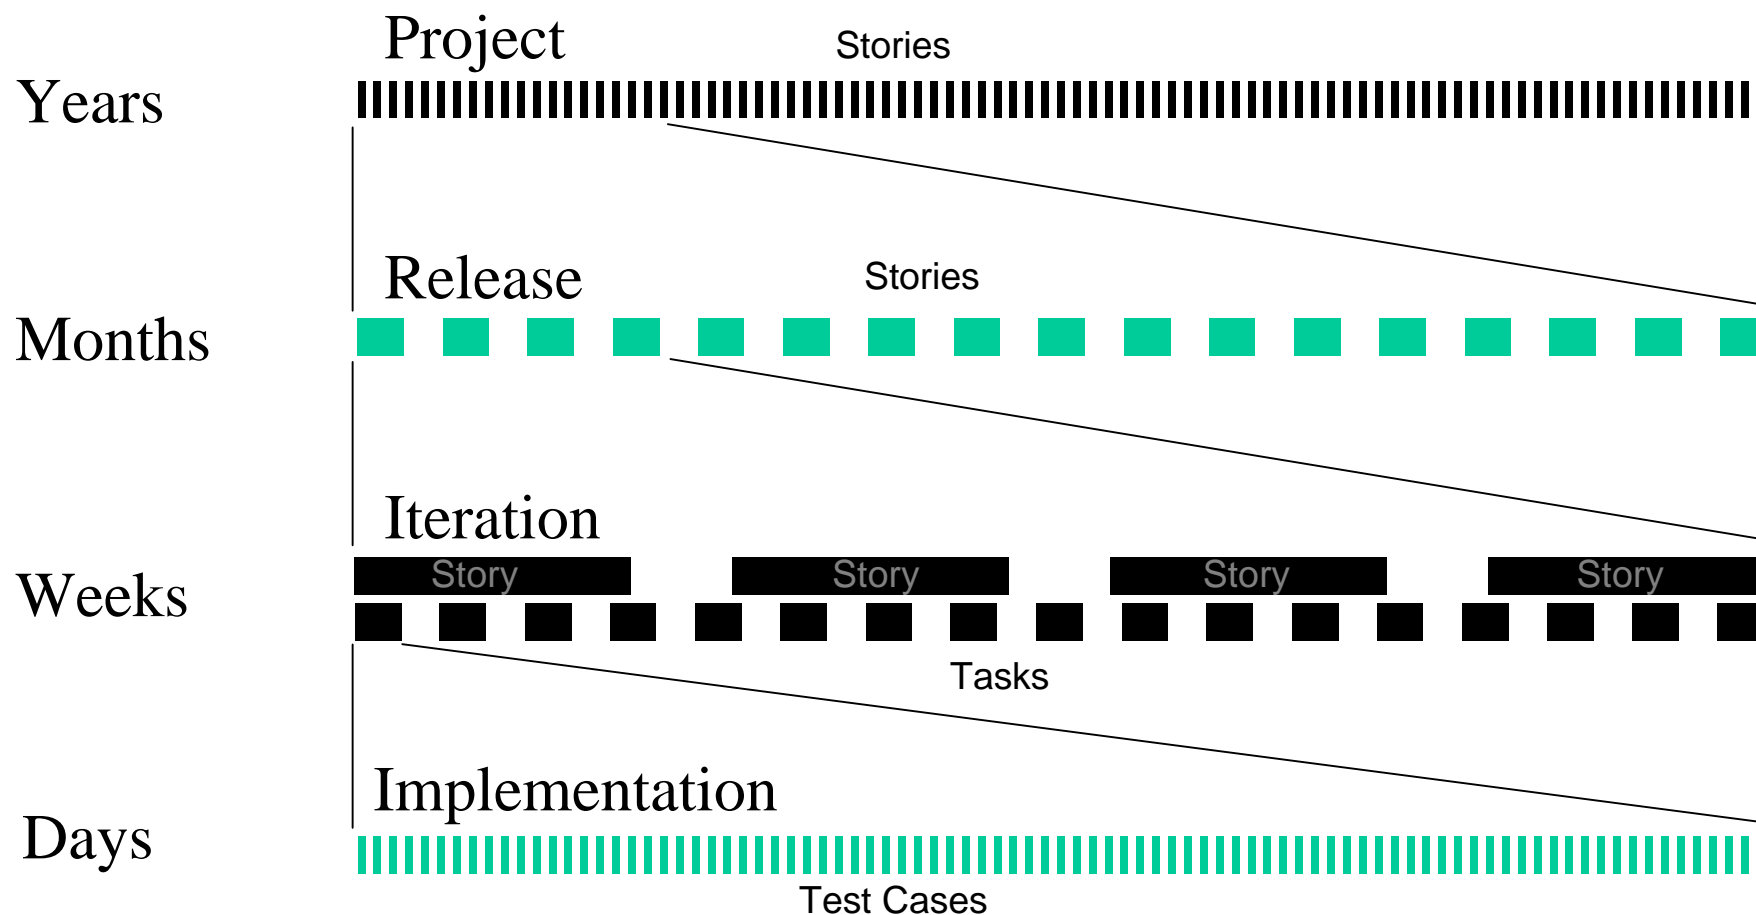 Project
Stories
Years
Release
Stories
Months
Iteration
Story Story Story Story
Weeks
Tasks
Implementation
Days
Test Cases